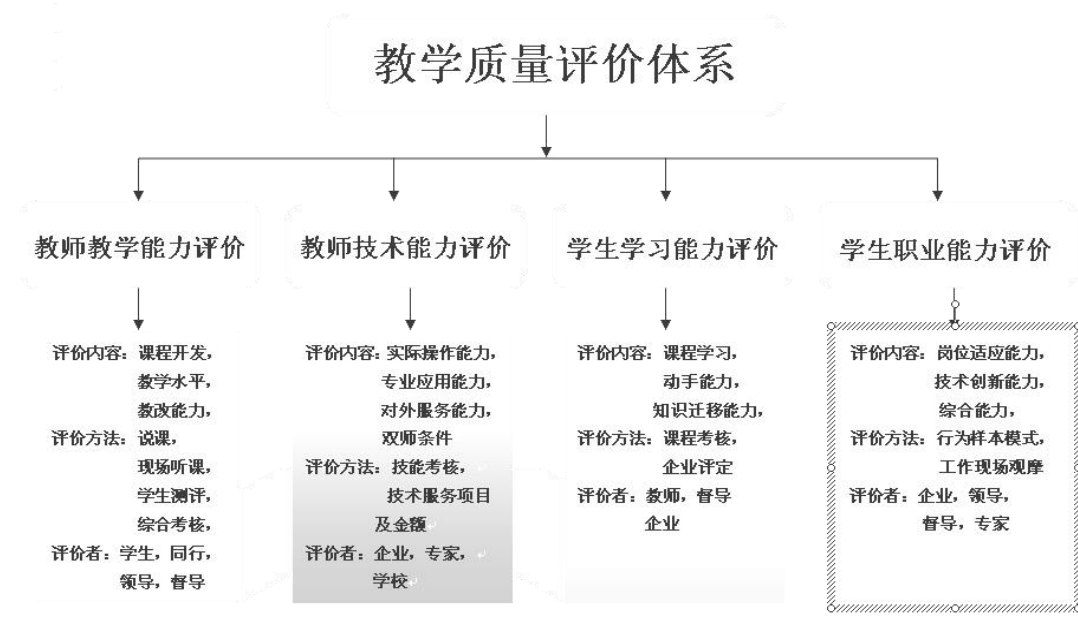 教学质量评价体系
教师教学能力评价
教师技术能力评价
学生学习能力评价
学生职业能力评价
评价内容：课程开发，
教学水平，
教改能力，
评价方法：说课，
现场听课，
学生测评，
综合考核，
评价者：学生，同行，
领导，督导
评价内容：实际操作能力，
专业应用能力，
对外服务能力，
双师条件
评价方法：技能考核，
技术服务项目
及金额
评价者：企业，专家，
学校
评价内容：课程学习，
动手能力，
知识迁移能力，
评价方法：课程考核，
企业评定
评价者：教师，督导
企业
评价内容：岗位适应能力，
技术创新能力，
综合能力，
评价方法：行为样本模式，
工作现场观摩
评价者：企业，领导，
督导，专家